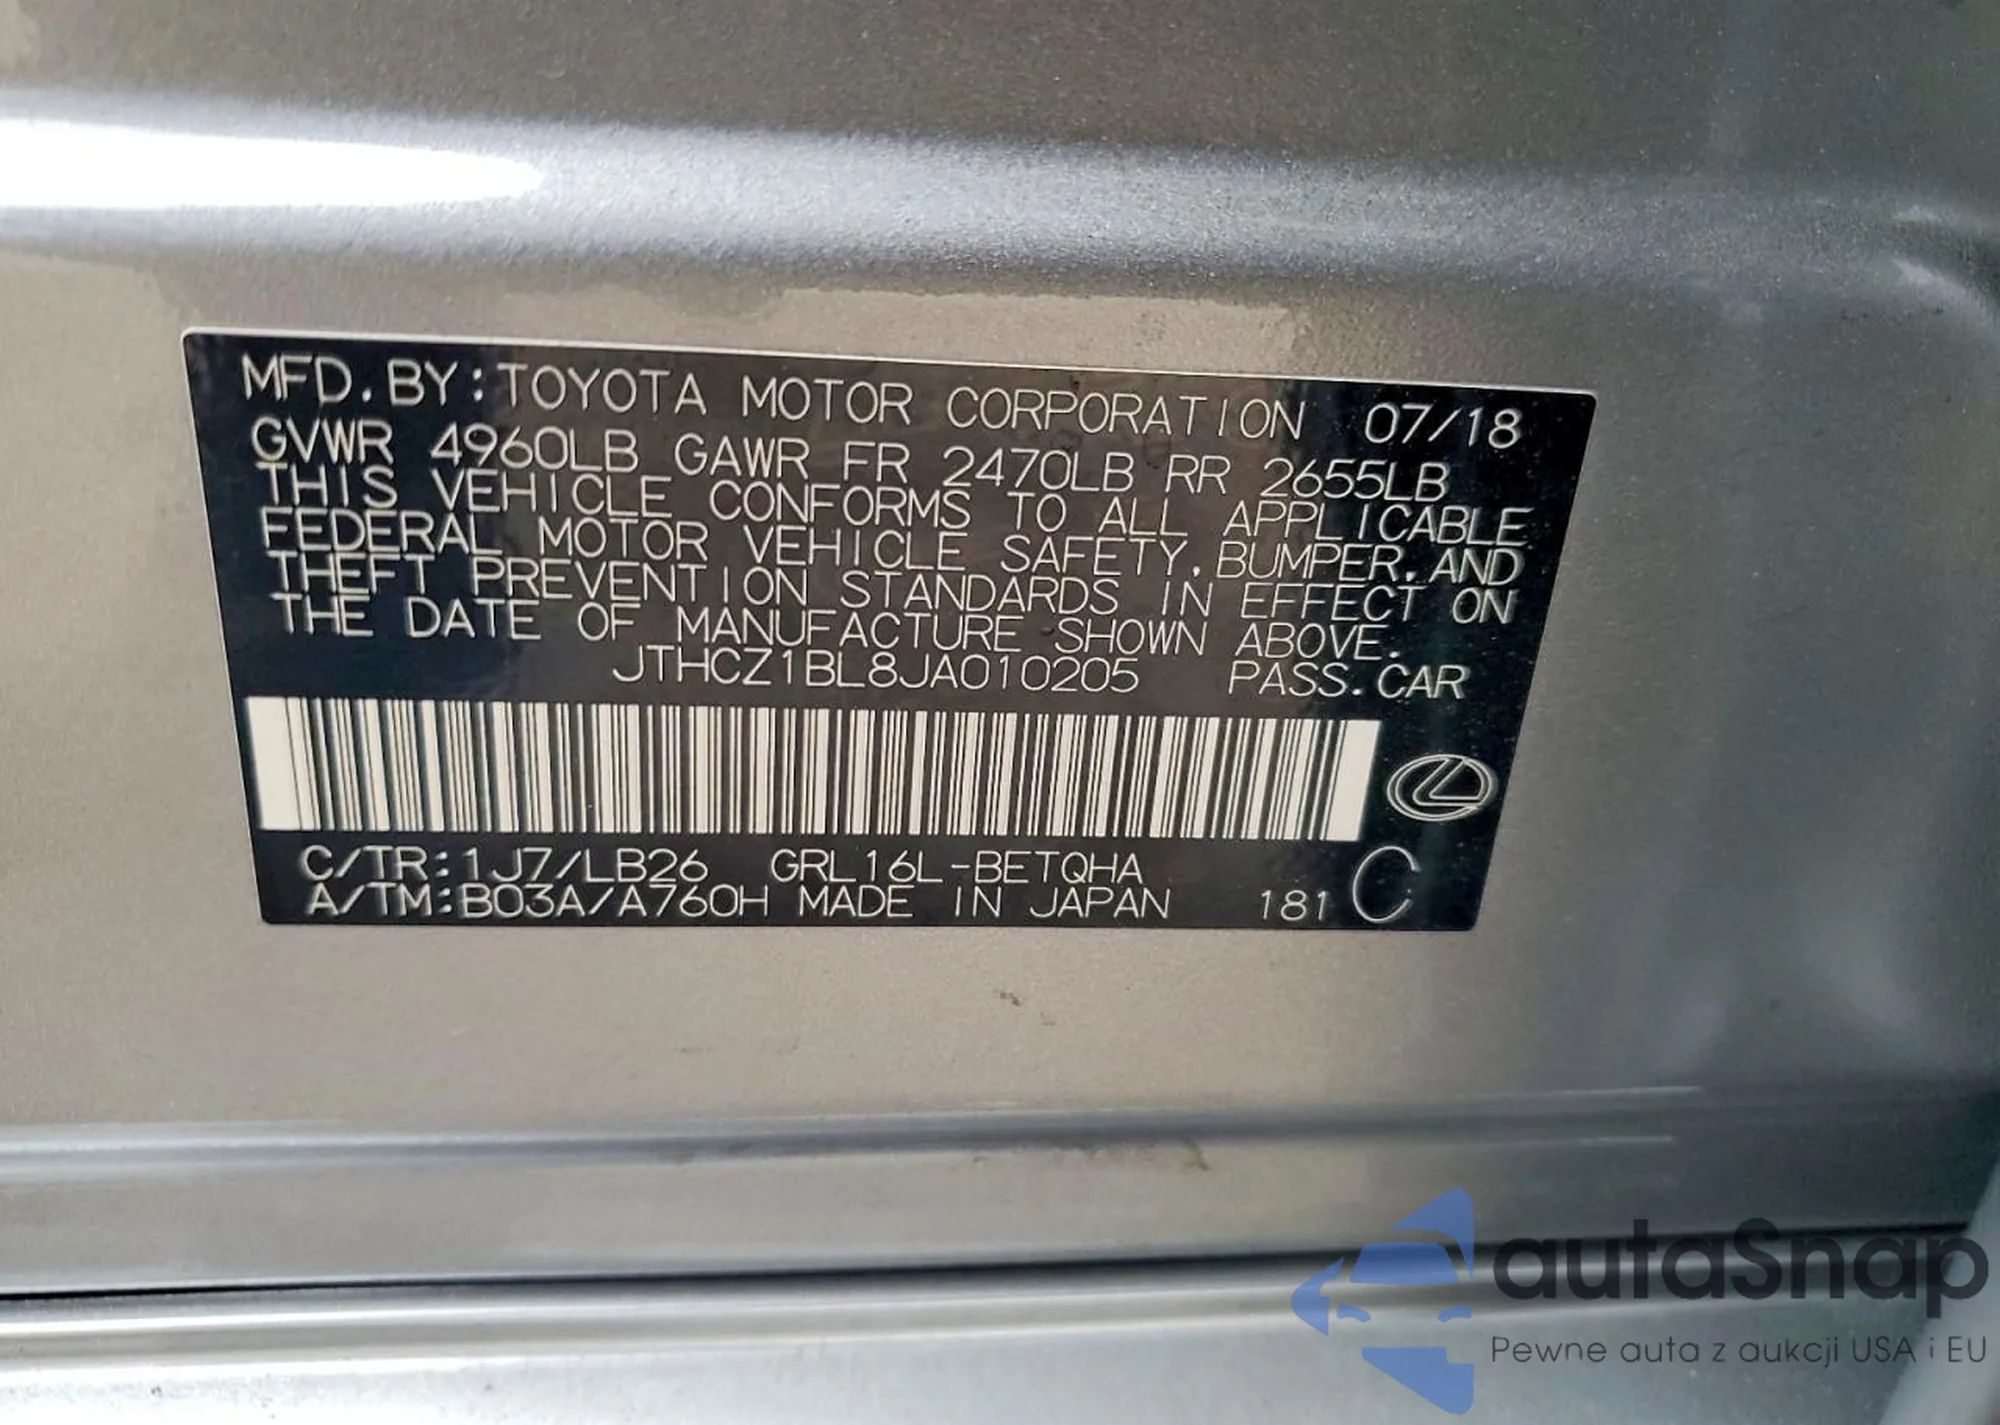 MFD.BY:TOYOTA MOTOR CORPORATION 07/18
GVWR 4960LB GAWR FR 2470LB RR 2655LB
THIS VEHICLE CONFORMS TO ALL APPLICABLE
FEDERAL MOTOR VEHICLE SAFETY,BUMPER,AND
THEFT PREVENTION STANDARDS IN EFFECT ON
THE DATE OF MANUFACTURE SHOWN ABOVE.
JTHCZ1BL8JA010205 PASS.CAR
C/TR:1J7/LB26 GRL16L-BETQHA
A/TM:B03A/A760H MADE IN JAPAN 181 C
autaSnap
Pewne auta z aukcji USA i EU